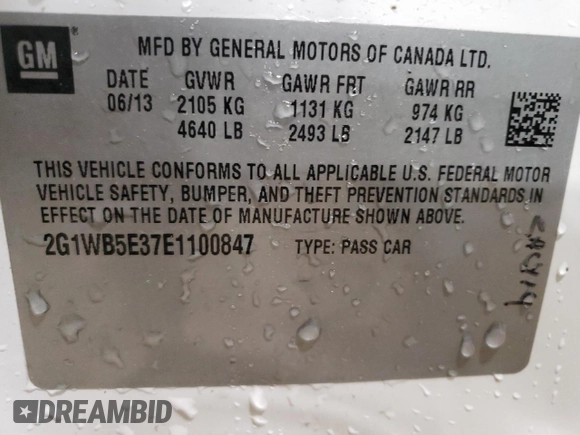 GM
MFD BY GENERAL MOTORS OF CANADA LTD.
DATE GVWR GAWR FRT GAWR RR
06/13 2105 KG 1131 KG 974 KG
4640 LB 2493 LB 2147 LB
THIS VEHICLE CONFORMS TO ALL APPLICABLE U.S. FEDERAL MOTOR
VEHICLE SAFETY, BUMPER, AND THEFT PREVENTION STANDARDS IN
EFFECT ON THE DATE OF MANUFACTURE SHOWN ABOVE.
2G1WB5E37E1100847 TYPE: PASS CAR
DREAMBID